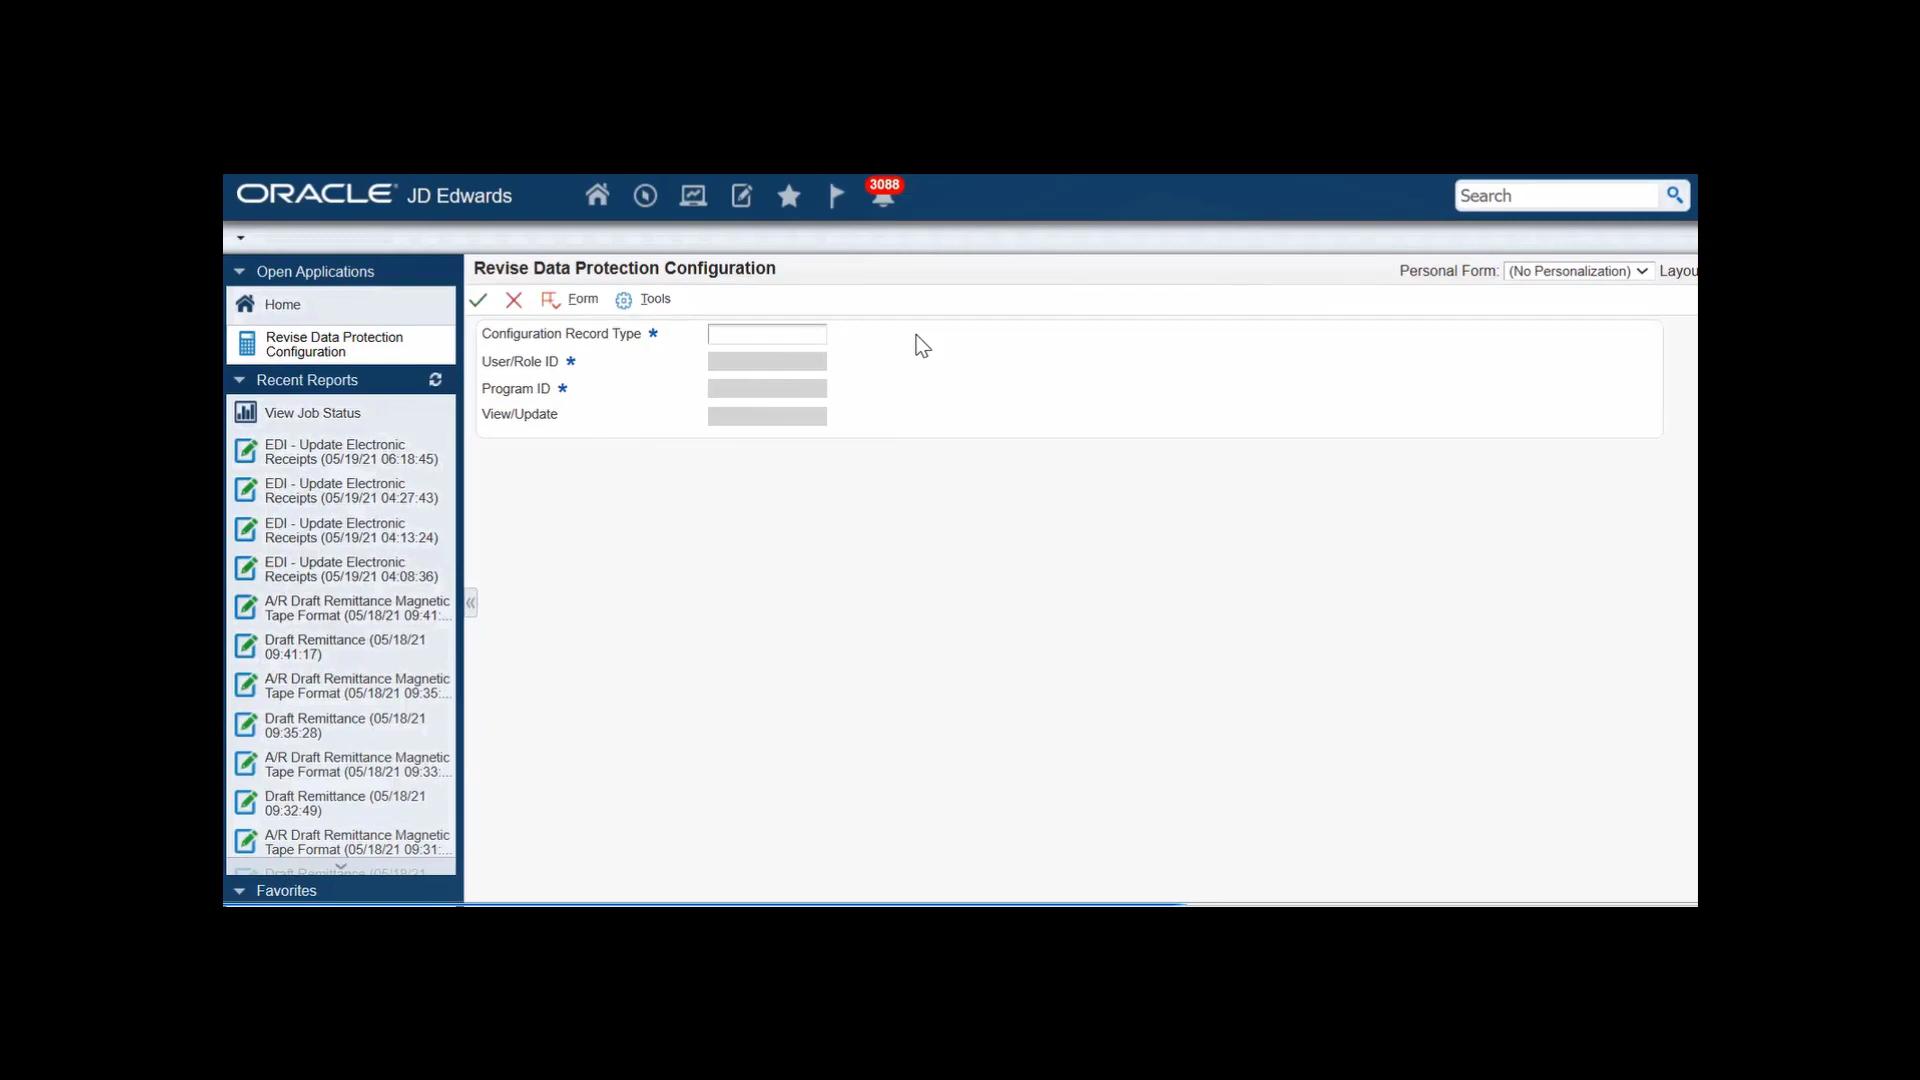 ORACLE JD Edwards
3088
Search
Open Applications
Home
Revise Data Protection
Configuration
Recent Reports
View Job Status
EDI - Update Electronic
Receipts (05/19/21 06:18:45)
EDI - Update Electronic
Receipts (05/19/21 04:27:43)
EDI - Update Electronic
Receipts (05/19/21 04:13:24)
EDI - Update Electronic
Receipts (05/19/21 04:08:36)
A/R Draft Remittance Magnetic
Tape Format (05/18/21 09:41:...
Draft Remittance (05/18/21
09:41:17)
A/R Draft Remittance Magnetic
Tape Format (05/18/21 09:35:...
Draft Remittance (05/18/21
09:35:28)
A/R Draft Remittance Magnetic
Tape Format (05/18/21 09:33:...
Draft Remittance (05/18/21
09:32:49)
A/R Draft Remittance Magnetic
Tape Format (05/18/21 09:31:...
Draft Remittance (05/18/21
Favorites
Revise Data Protection Configuration
Personal Form: (No Personalization) Layou
Form Tools
Configuration Record Type *
User/Role ID *
Program ID *
View/Update